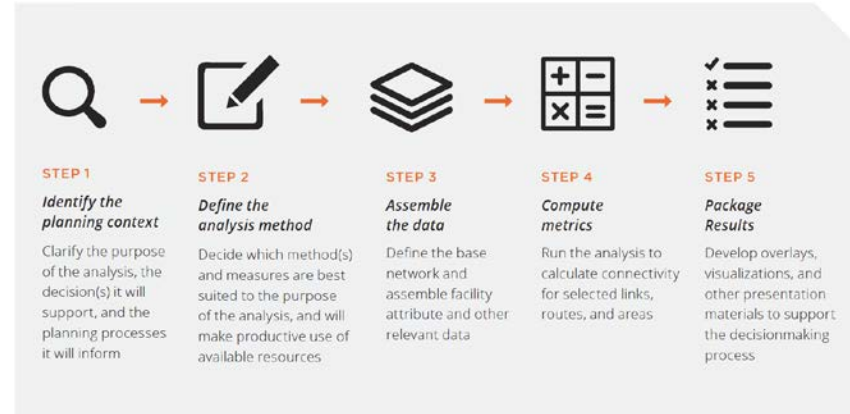 STEP 1
Identify the
planning context
Clarify the purpose
of the analysis, the
decision(s) it will
support, and the
planning processes
it will inform
STEP 2
Define the
analysis method
Decide which method(s)
and measures are best
suited to the purpose
of the analysis, and will
make productive use of
available resources
STEP 3
Assemble
the data
Define the base
network and
assemble facility
attribute and other
relevant data
STEP 4
Compute
metrics
Run the analysis to
calculate connectivity
for selected links,
routes, and areas
STEP 5
Package
Results
Develop overlays,
visualizations, and
other presentation
materials to support
the decisionmaking
process